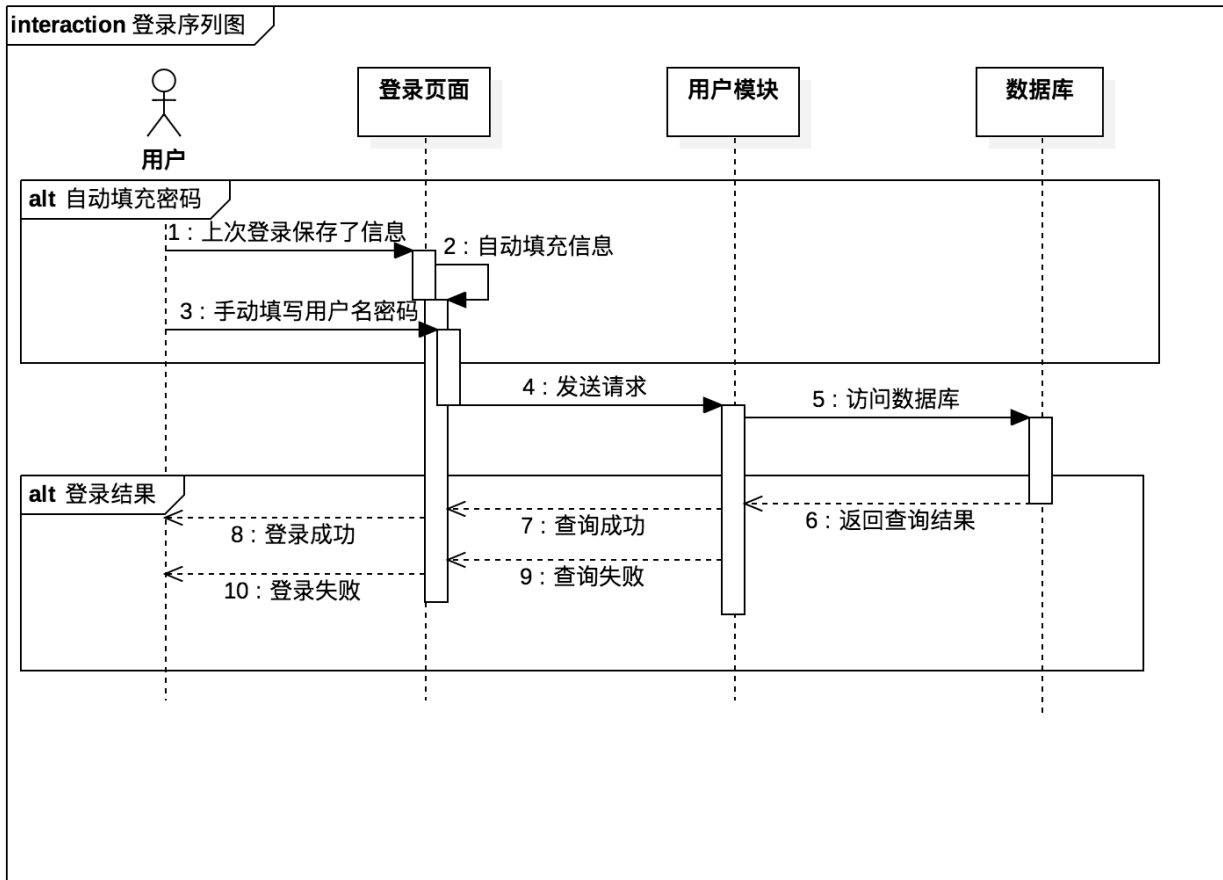 interaction 登录序列图
登录页面
用户模块
数据库
用户
alt 自动填充密码
1 : 上次登录保存了信息
2 : 自动填充信息
3 : 手动填写用户名密码
4 : 发送请求
5 : 访问数据库
alt 登录结果
6 : 返回查询结果
7 : 查询成功
8 : 登录成功
9 : 查询失败
10 : 登录失败